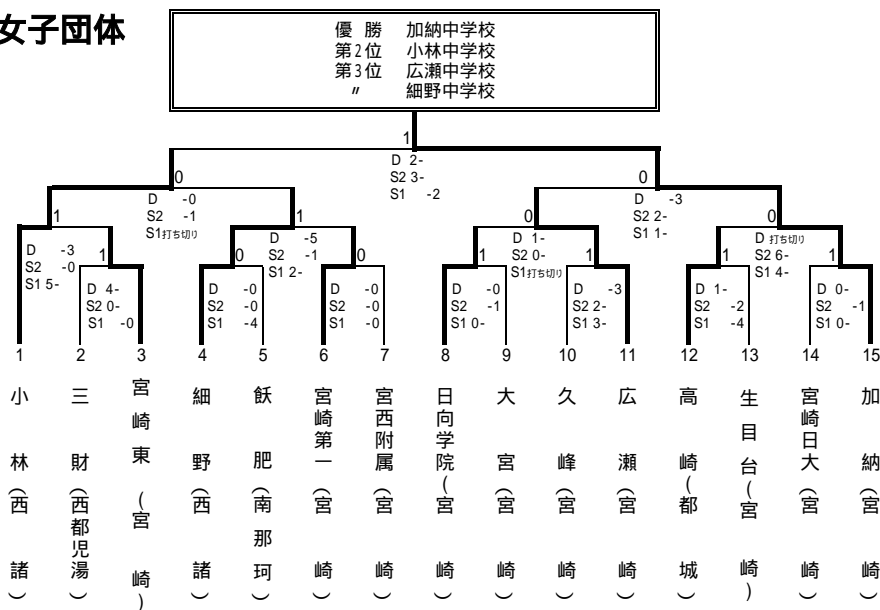 女子団体
優 勝 加納中学校
第2位 小林中学校
第3位 広瀬中学校
〃 細野中学校
1
D 2-
S2 3-
S1 -2
0
D -0
S2 -1
S1打ち切り
0
D -3
S2 2-
S1 1-
1
D -3
S2 -0
S1 5-
1
D -5
S2 -1
S1 2-
0
D 1-
S2 0-
S1打ち切り
0
D 打ち切り
S2 6-
S1 4-
1
D 4-
S2 0-
S1 -0
0
D -0
S2 -0
S1 -4
0
D -0
S2 -0
S1 -0
1
D -0
S2 -1
S1 0-
1
D -3
S2 2-
S1 3-
1
D 1-
S2 -2
S1 -4
1
D 0-
S2 -1
S1 0-
1 2 3 4 5 6 7 8 9 10 11 12 13 14 15
小林(西諸)
三財(西都児湯)
宮崎東(宮崎)
細野(西諸)
飫肥(南那珂)
宮崎第一(宮崎)
宮西附属(宮崎)
日向学院(宮崎)
大宮(宮崎)
久峰(宮崎)
広瀬(宮崎)
高崎(都城)
生目台(宮崎)
宮崎日大(宮崎)
加納(宮崎)